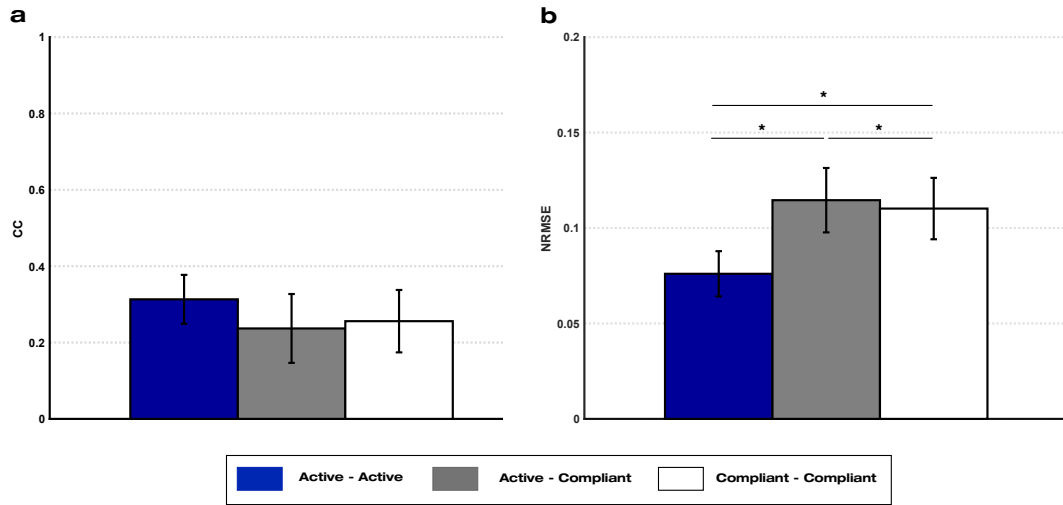 a
1
0.8
0.6
0.4
0.2
0
CC
b
0.2
0.15
0.1
0.05
0
NRMSE
*
* *
Active - Active Active - Compliant Compliant - Compliant